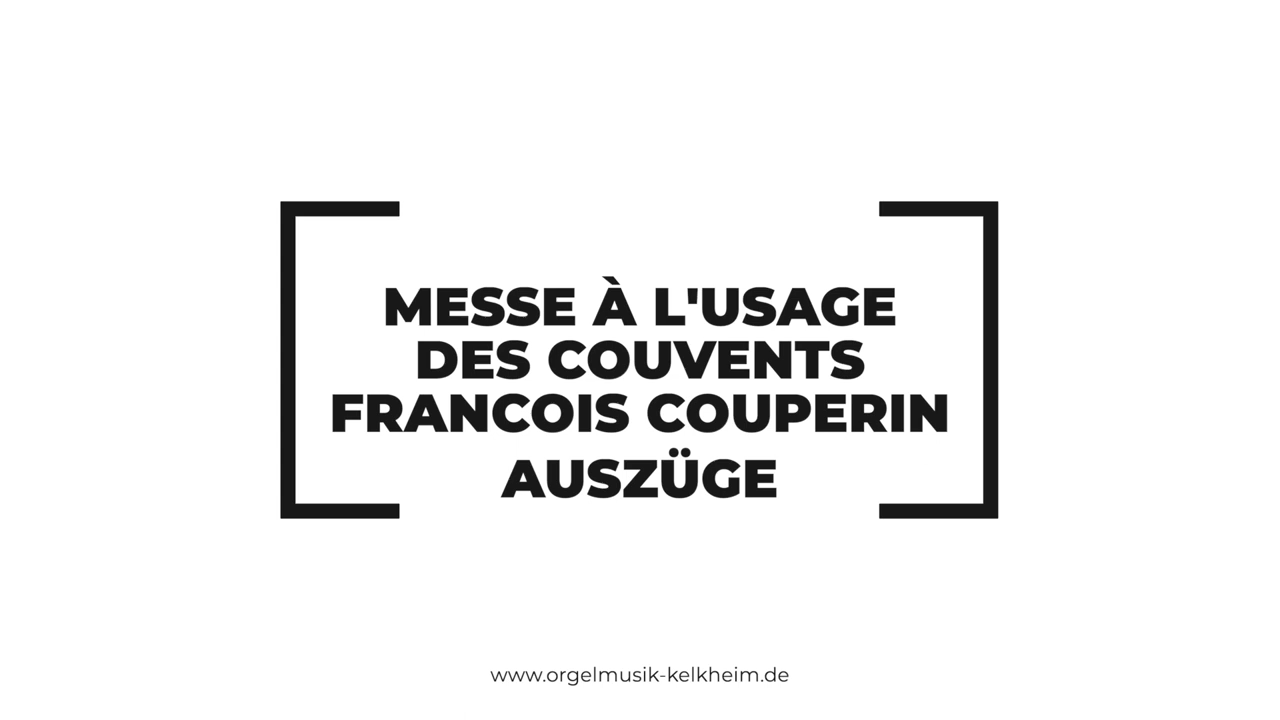 MESSE À L'USAGE
DES COUVENTS
FRANCOIS COUPERIN
AUSZÜGE
www.orgelmusik-kelkheim.de